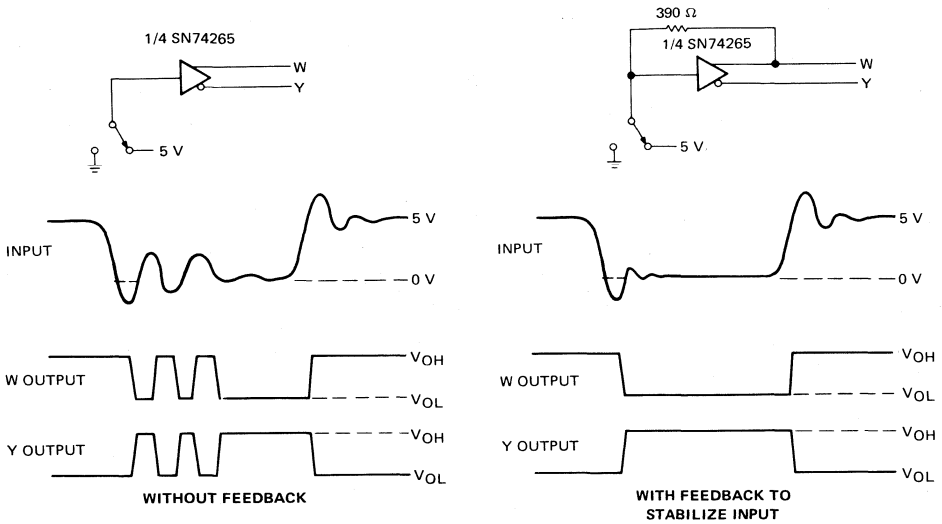 1/4 SN74265
W
Y
5 V
INPUT
5 V
0 V
W OUTPUT
VOH
VOL
Y OUTPUT
VOH
VOL
WITHOUT FEEDBACK
390 Ω
1/4 SN74265
W
Y
5 V
INPUT
5 V
0 V
W OUTPUT
VOH
VOL
Y OUTPUT
VOH
VOL
WITH FEEDBACK TO
STABILIZE INPUT